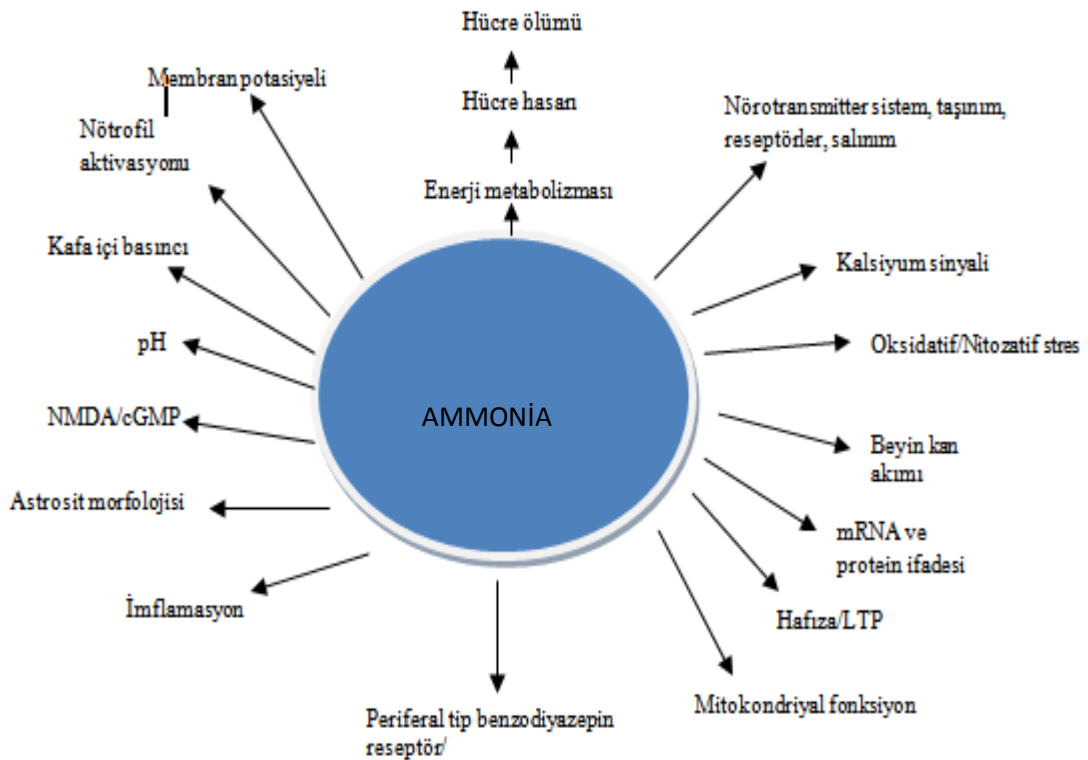 Hücre ölümü
Membran potasiyeli
Hücre hasarı
Nörotransmitter sistem, taşınım,
reseptörler, salınım
Nötrofil
aktivasyonu
Enerji metabolizması
Kafa içi basıncı
Kalsiyum sinyali
pH
Oksidatif/Nitozatif stres
NMDA/cGMP
AMMONİA
Beyin kan
akımı
Astrosit morfolojisi
mRNA ve
protein ifadesi
İmflamasyon
Hafıza/LTP
Mitokondriyal fonksiyon
Periferal tip benzodiyazepin
reseptör/